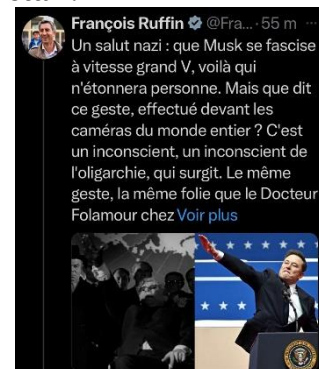 François Ruffin @Fra... · 55 m ...
Un salut nazi : que Musk se fascise
à vitesse grand V, voilà qui
n'étonnera personne. Mais que dit
ce geste, effectué devant les
caméras du monde entier ? C'est
un inconscient, un inconscient de
l'oligarchie, qui surgit. Le même
geste, la même folie que le Docteur
Folamour chez Voir plus